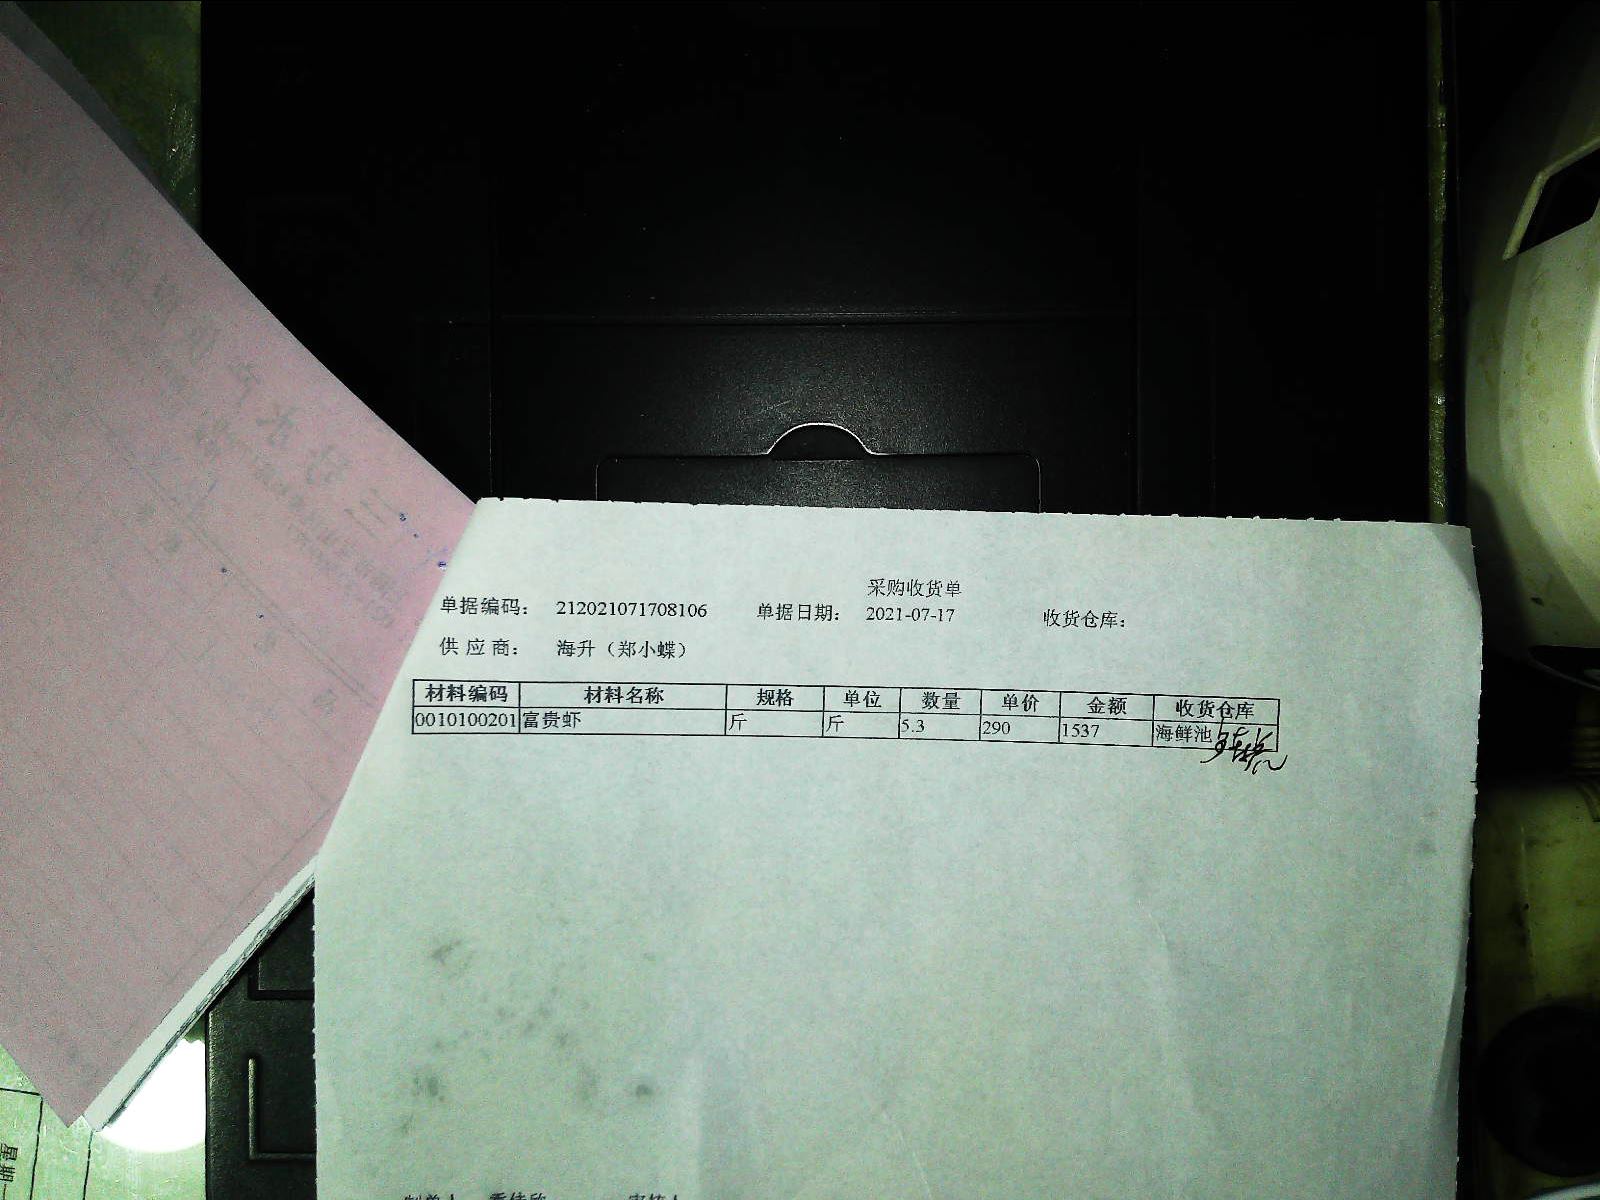 采购收货单
单据编码： 212021071708106 单据日期： 2021-07-17 收货仓库：
供 应 商： 海升（郑小蝶）
材料编码 材料名称 规格 单位 数量 单价 金额 收货仓库
0010100201 富贵虾 斤 斤 5.3 290 1537 海鲜池
星期一